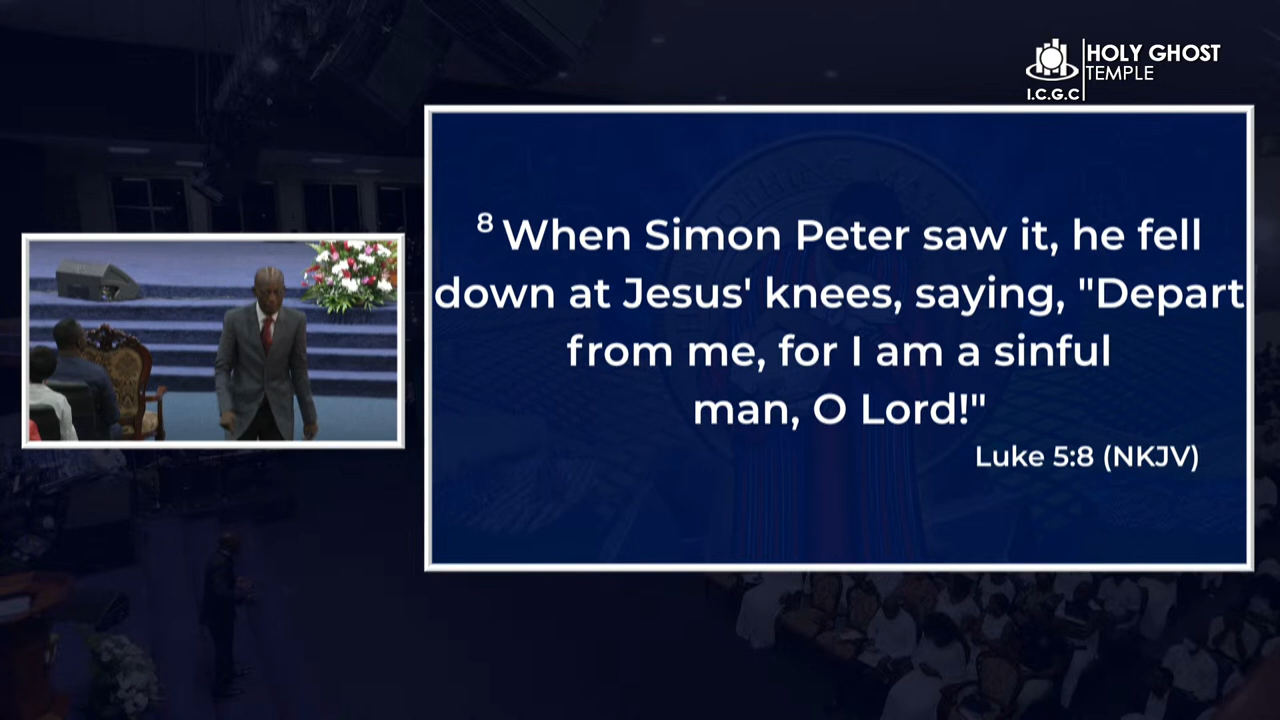 HOLY GHOST
TEMPLE
I.C.G.C
8 When Simon Peter saw it, he fell
down at Jesus' knees, saying, "Depart
from me, for I am a sinful
man, O Lord!"
Luke 5:8 (NKJV)